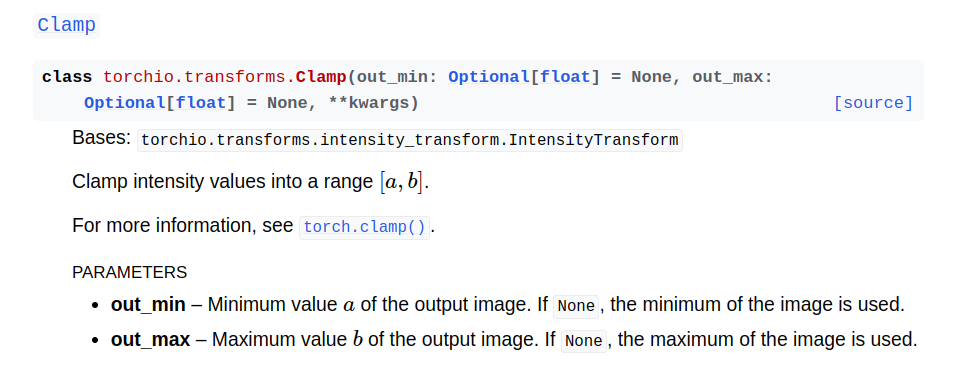 Clamp
class torchio.transforms.Clamp(out_min: Optional[float] = None, out_max:
Optional[float] = None, **kwargs) [source]
Bases: torchio.transforms.intensity_transform.IntensityTransform
Clamp intensity values into a range [a, b].
For more information, see torch.clamp().
PARAMETERS
• out_min – Minimum value a of the output image. If None, the minimum of the image is used.
• out_max – Maximum value b of the output image. If None, the maximum of the image is used.